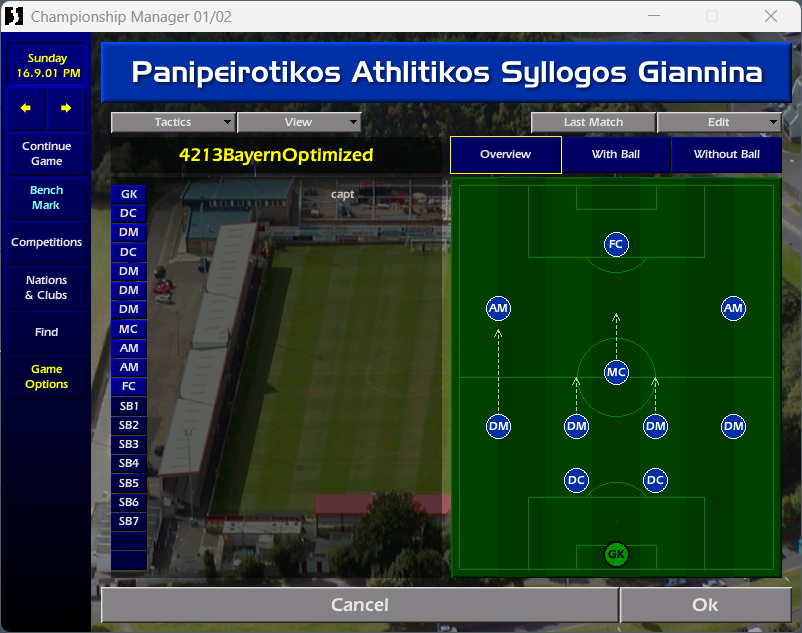 Championship Manager 01/02
Sunday
16.9.01 PM
Continue
Game
Bench
Mark
Competitions
Nations
& Clubs
Find
Game
Options
Panipeirotikos Athlitikos Syllogos Giannina
Tactics
View
Last Match
Edit
4213BayernOptimized
Overview
With Ball
Without Ball
GK
capt
DC
DM
DC
DM
DM
DM
MC
AM
AM
FC
SB1
SB2
SB3
SB4
SB5
SB6
SB7
FC
AM
AM
MC
DM
DM
DM
DM
DC
DC
GK
Cancel
Ok